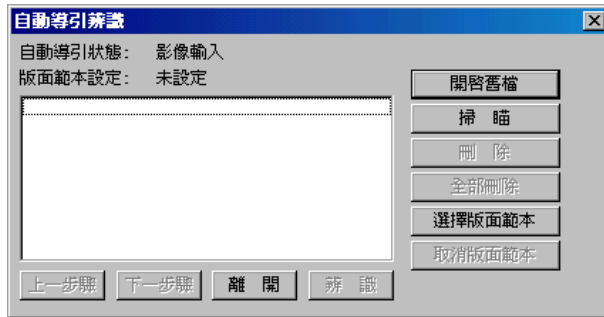 自動導引辨識
自動導引狀態: 影像輸入
版面範本設定: 未設定
開啓舊檔
掃 瞄
刪 除
全部刪除
選擇版面範本
取消版面範本
上一步驟 下一步驟 離 開 辨 識